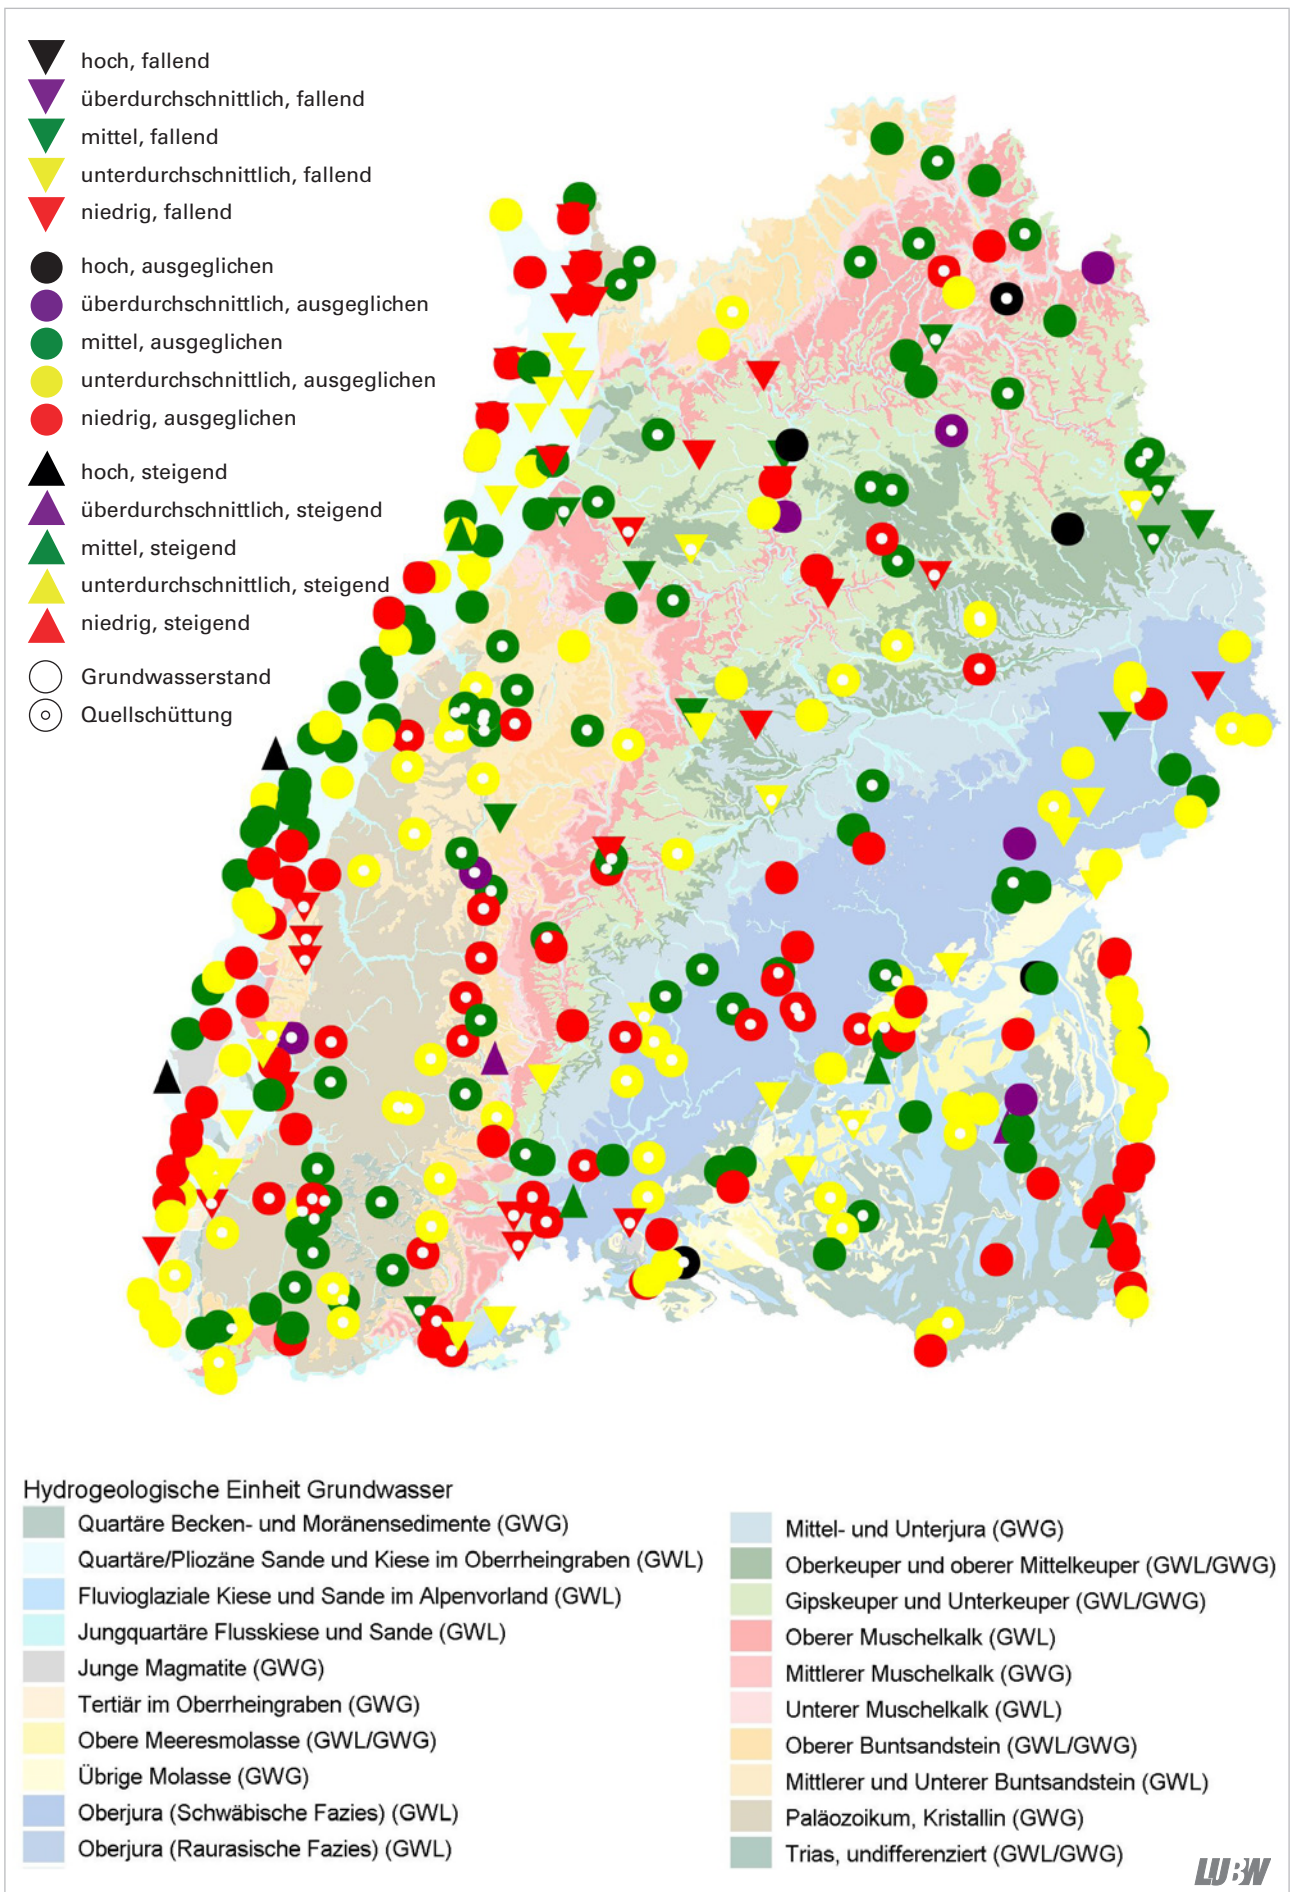 hoch, fallend
überdurchschnittlich, fallend
mittel, fallend
unterdurchschnittlich, fallend
niedrig, fallend
hoch, ausgeglichen
überdurchschnittlich, ausgeglichen
mittel, ausgeglichen
unterdurchschnittlich, ausgeglichen
niedrig, ausgeglichen
hoch, steigend
überdurchschnittlich, steigend
mittel, steigend
unterdurchschnittlich, steigend
niedrig, steigend
Grundwasserstand
Quellschüttung
Hydrogeologische Einheit Grundwasser
Quartäre Becken- und Moränensedimente (GWG)
Quartäre/Pliozäne Sande und Kiese im Oberrheingraben (GWL)
Fluvioglaziale Kiese und Sande im Alpenvorland (GWL)
Jungquartäre Flusskiese und Sande (GWL)
Junge Magmatite (GWG)
Tertiär im Oberrheingraben (GWG)
Obere Meeresmolasse (GWL/GWG)
Übrige Molasse (GWG)
Oberjura (Schwäbische Fazies) (GWL)
Oberjura (Raurasische Fazies) (GWL)
Mittel- und Unterjura (GWG)
Oberkeuper und oberer Mittelkeuper (GWL/GWG)
Gipskeuper und Unterkeuper (GWL/GWG)
Oberer Muschelkalk (GWL)
Mittlerer Muschelkalk (GWG)
Unterer Muschelkalk (GWL)
Oberer Buntsandstein (GWL/GWG)
Mittlerer und Unterer Buntsandstein (GWL)
Paläozoikum, Kristallin (GWG)
Trias, undifferenziert (GWL/GWG)
LUBW